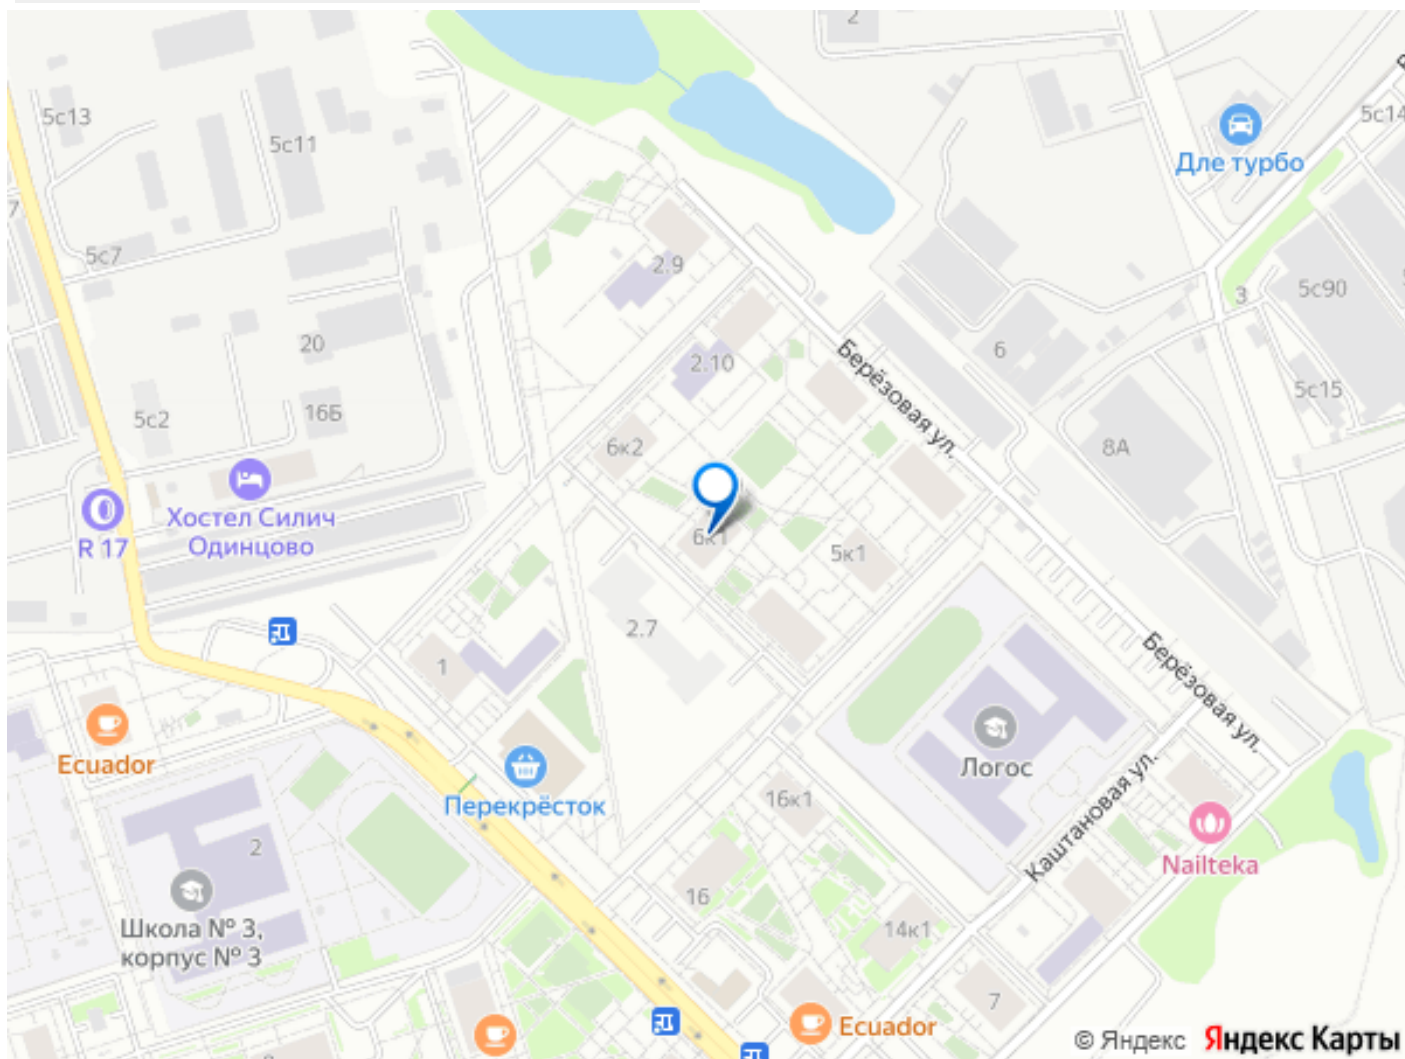 2
5с13
5с11
5с14
Дле турбо
7
5с7
2.9
3
5с90
20
6
Берёзовая ул.
2.10
5с2
16Б
5с15
6к2
8А
Хостел Силич
Одинцово
R 17
6к1
5к1
2.7
1
Берёзовая ул.
Ecuador
Логос
Перекрёсток
16к1
Каштановая ул.
2
Nailteka
16
Школа № 3,
корпус № 3
14к1
7
Ecuador
© Яндекс Яндекс Карты